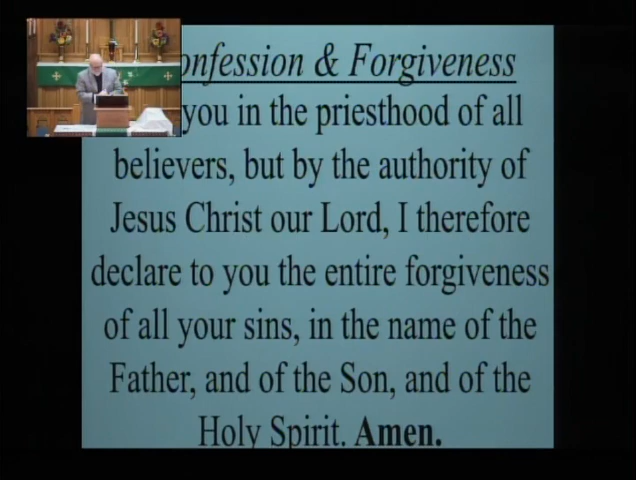 onfession & Forgiveness
you in the priesthood of all
believers, but by the authority of
Jesus Christ our Lord, I therefore
declare to you the entire forgiveness
of all your sins, in the name of the
Father, and of the Son, and of the
Holy Spirit. Amen.